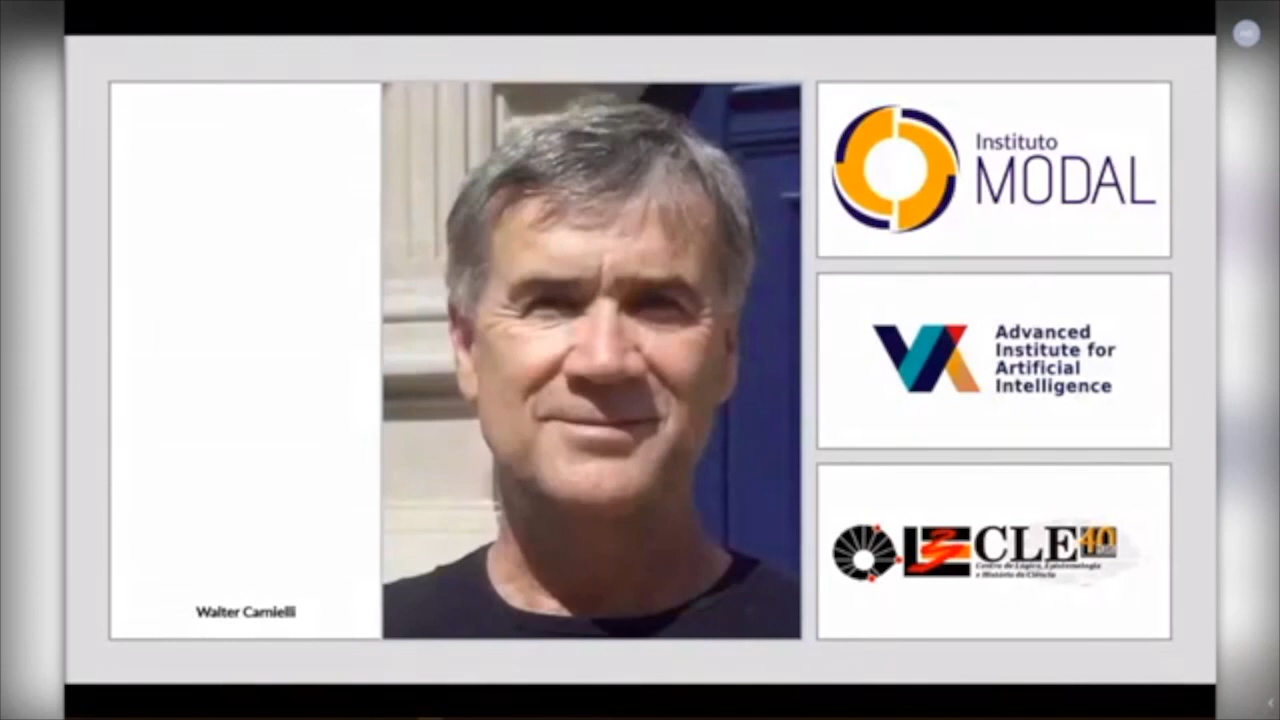 Walter Carnielli
Instituto
MODAL
Advanced
Institute for
Artificial
Intelligence
CLE 40
Centro de Lógica, Epistemologia
e História da Ciência